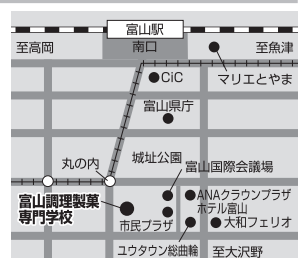 富山駅
至高岡
南口
至魚津
CiC
マリエとやま
富山県庁
丸の内
城址公園
富山国際会議場
富山調理製菓
専門学校
市民プラザ
ANAクラウンプラザ
ホテル富山
大和フェリオ
ユウタウン総曲輪
至大沢野